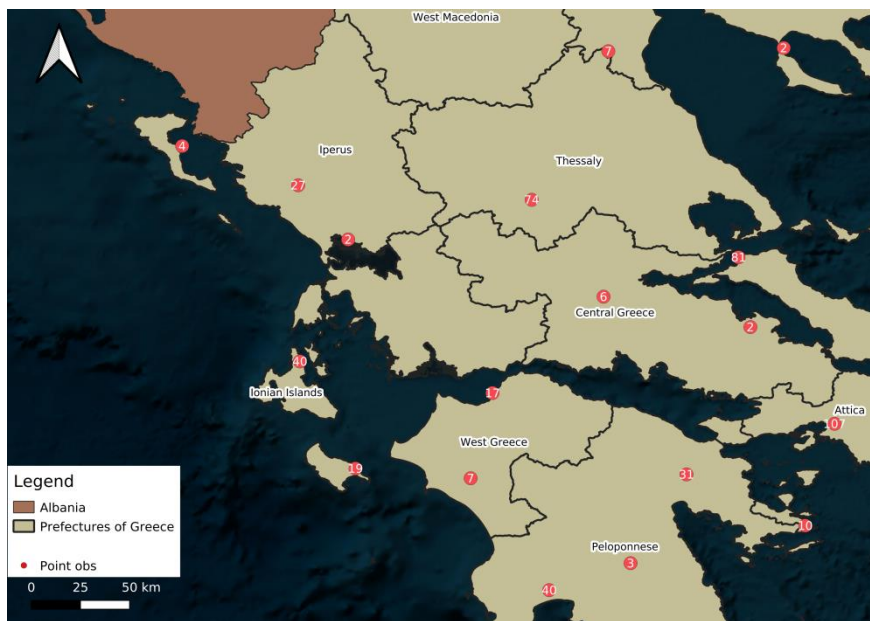 West Macedonia
2
7
4
Iperus
Thessaly
27
74
2
81
6
Central Greece
2
40
Ionian Islands
17
Attica
07
West Greece
19
7
31
10
Peloponnese
3
40
Legend
Albania
Prefectures of Greece
Point obs
0 25 50 km